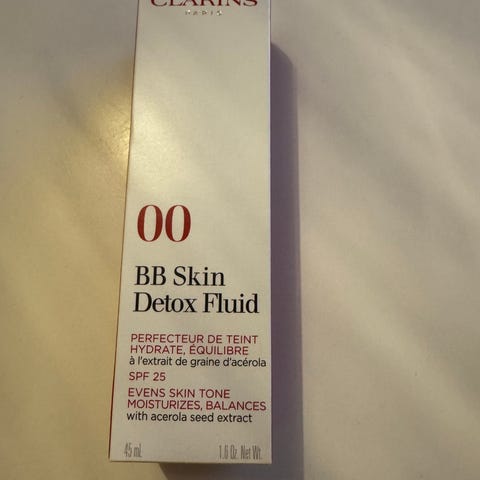 CLARINS
PARIS
00
BB Skin
Detox Fluid
PERFECTEUR DE TEINT
HYDRATE, ÉQUILIBRE
à l'extrait de graine d'acérola
SPF 25
EVENS SKIN TONE
MOISTURIZES, BALANCES
with acerola seed extract
45 mL 1.6 Oz. Net Wt.